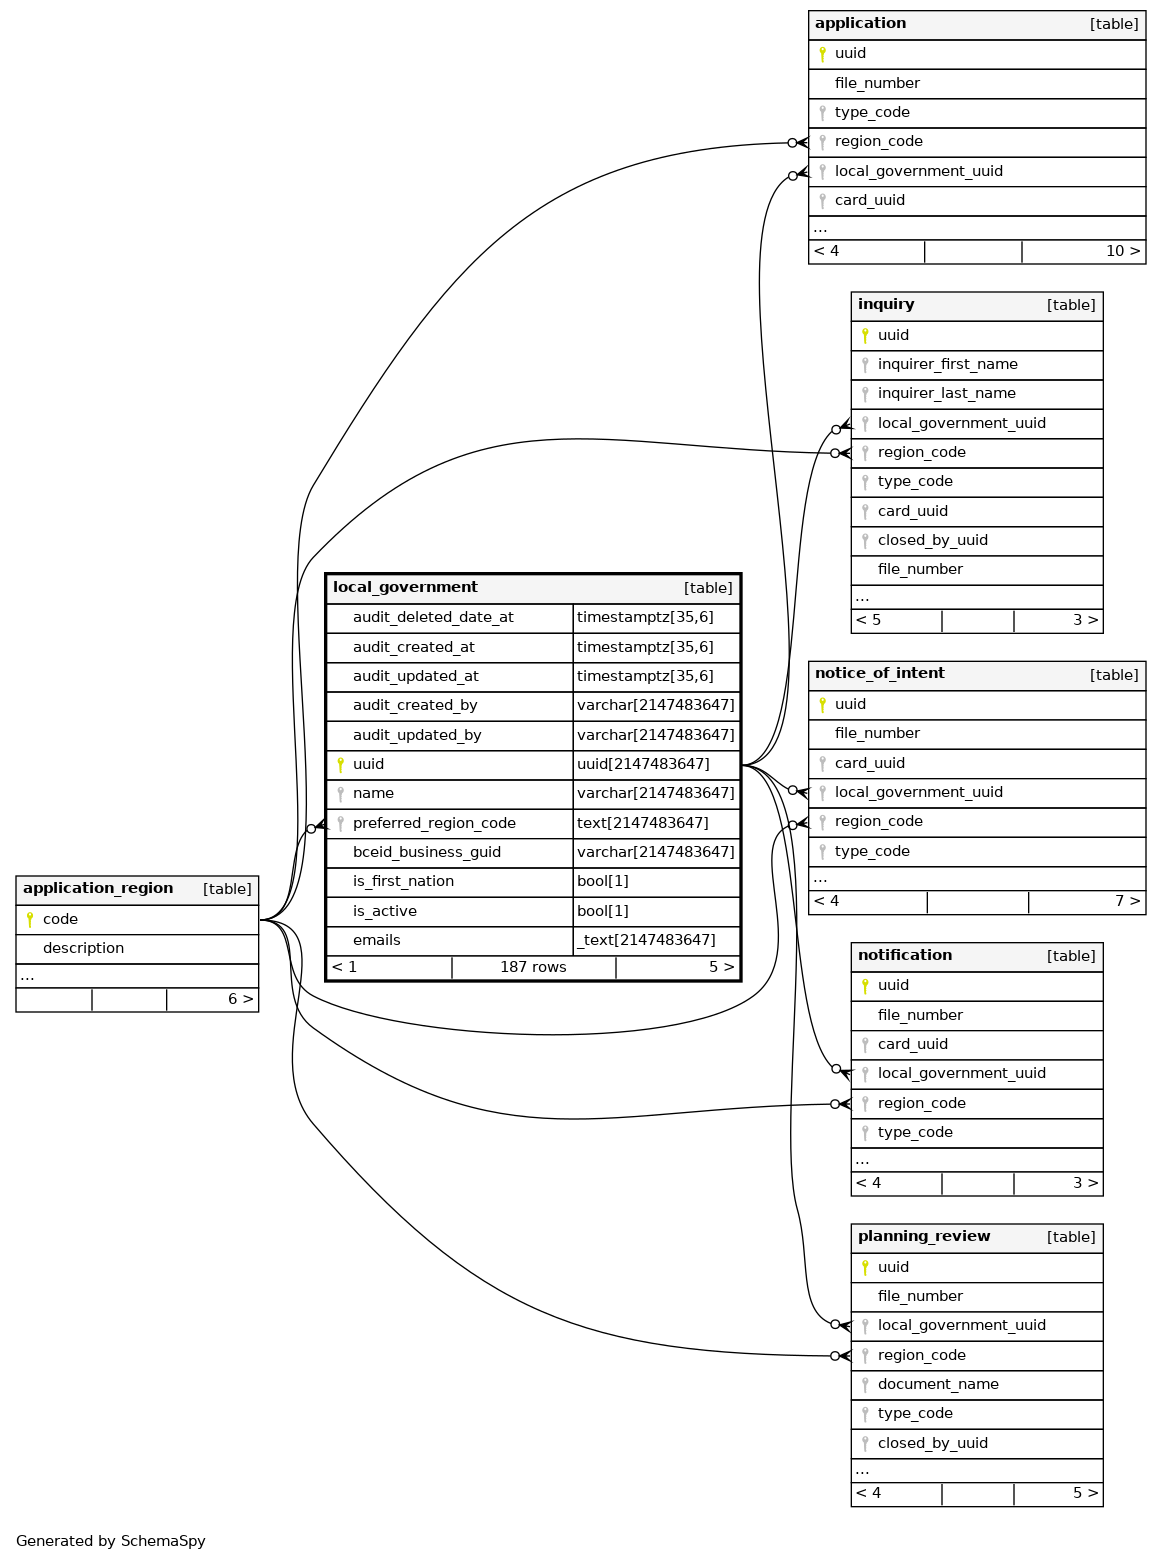 application [table]
uuid
file_number
type_code
region_code
local_government_uuid
card_uuid
...
< 4 10 >
inquiry [table]
uuid
inquirer_first_name
inquirer_last_name
local_government_uuid
region_code
type_code
card_uuid
closed_by_uuid
file_number
...
< 5 3 >
local_government [table]
audit_deleted_date_at timestamptz[35,6]
audit_created_at timestamptz[35,6]
audit_updated_at timestamptz[35,6]
audit_created_by varchar[2147483647]
audit_updated_by varchar[2147483647]
uuid uuid[2147483647]
name varchar[2147483647]
preferred_region_code text[2147483647]
bceid_business_guid varchar[2147483647]
is_first_nation bool[1]
is_active bool[1]
emails _text[2147483647]
< 1 187 rows 5 >
notice_of_intent [table]
uuid
file_number
card_uuid
local_government_uuid
region_code
type_code
...
< 4 7 >
application_region [table]
code
description
...
6 >
notification [table]
uuid
file_number
card_uuid
local_government_uuid
region_code
type_code
...
< 4 3 >
planning_review [table]
uuid
file_number
local_government_uuid
region_code
document_name
type_code
closed_by_uuid
...
< 4 5 >
Generated by SchemaSpy